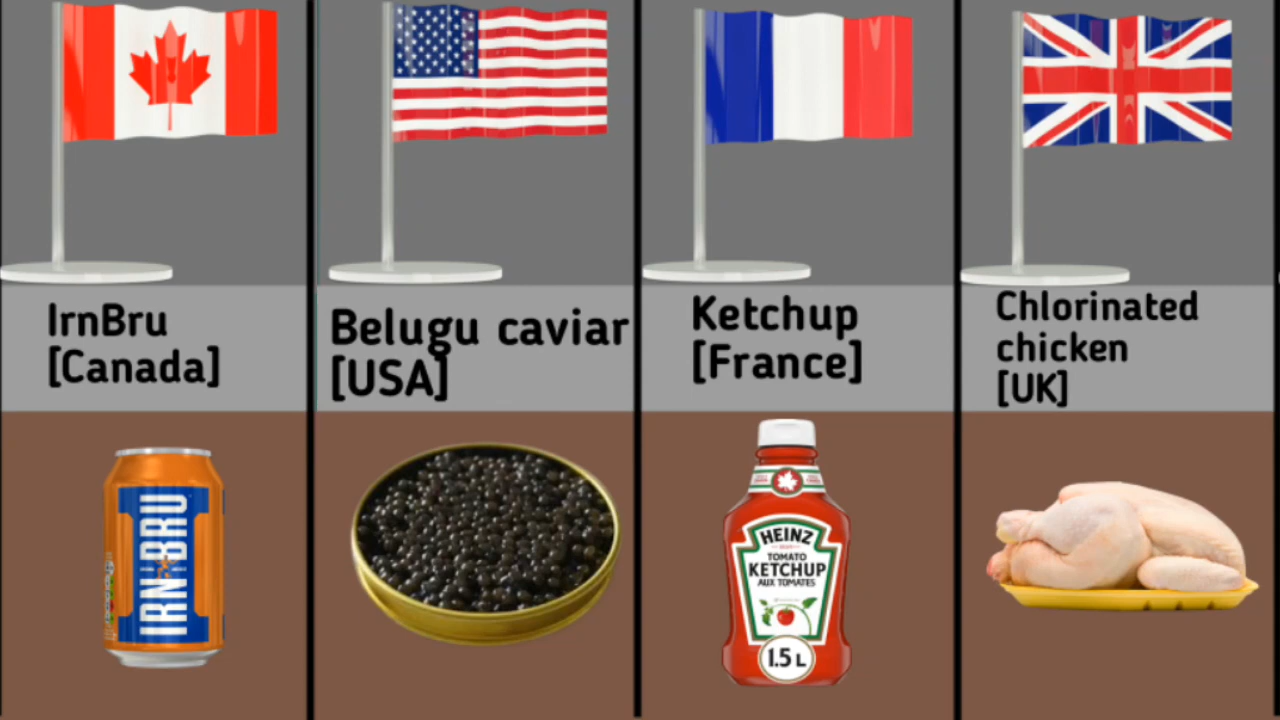 IrnBru
[Canada]
Belugu caviar
[USA]
Ketchup
[France]
Chlorinated
chicken
[UK]
IRN-BRU
HEINZ
TOMATO
KETCHUP
AUX TOMATES
1.5 L